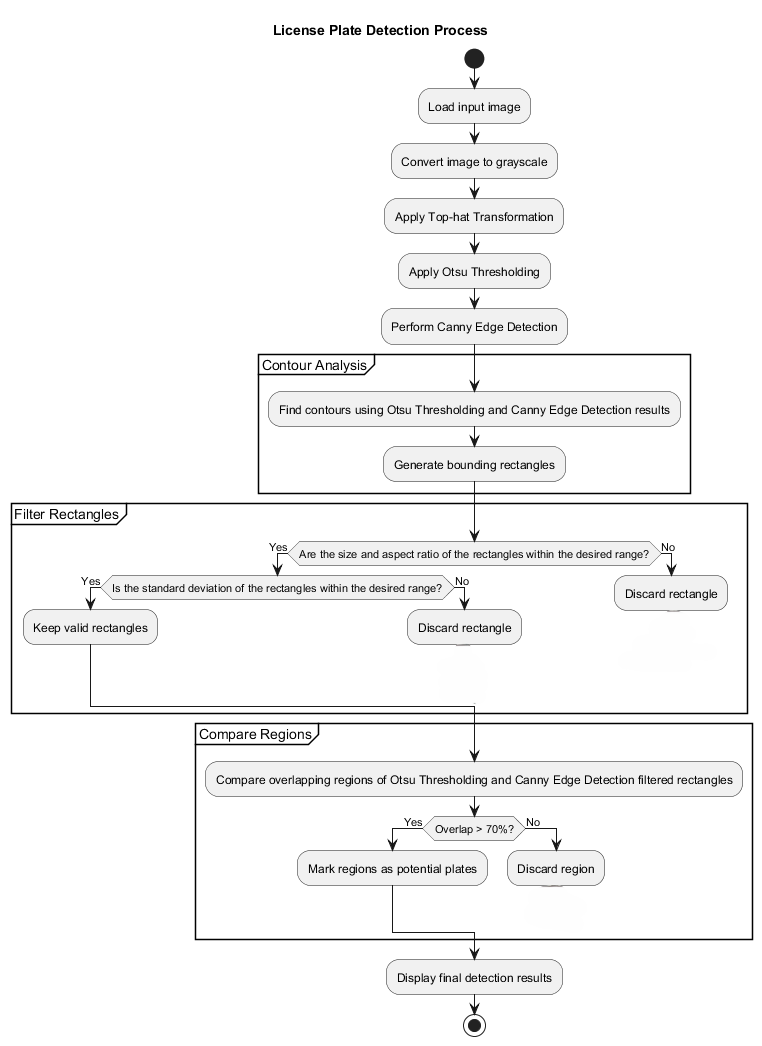 License Plate Detection Process
Load input image
Convert image to grayscale
Apply Top-hat Transformation
Apply Otsu Thresholding
Perform Canny Edge Detection
Contour Analysis
Find contours using Otsu Thresholding and Canny Edge Detection results
Generate bounding rectangles
Filter Rectangles
Yes
Are the size and aspect ratio of the rectangles within the desired range?
No
Yes
Is the standard deviation of the rectangles within the desired range?
No
Discard rectangle
Keep valid rectangles
Discard rectangle
Compare Regions
Compare overlapping regions of Otsu Thresholding and Canny Edge Detection filtered rectangles
Yes
Overlap > 70%?
No
Mark regions as potential plates
Discard region
Display final detection results